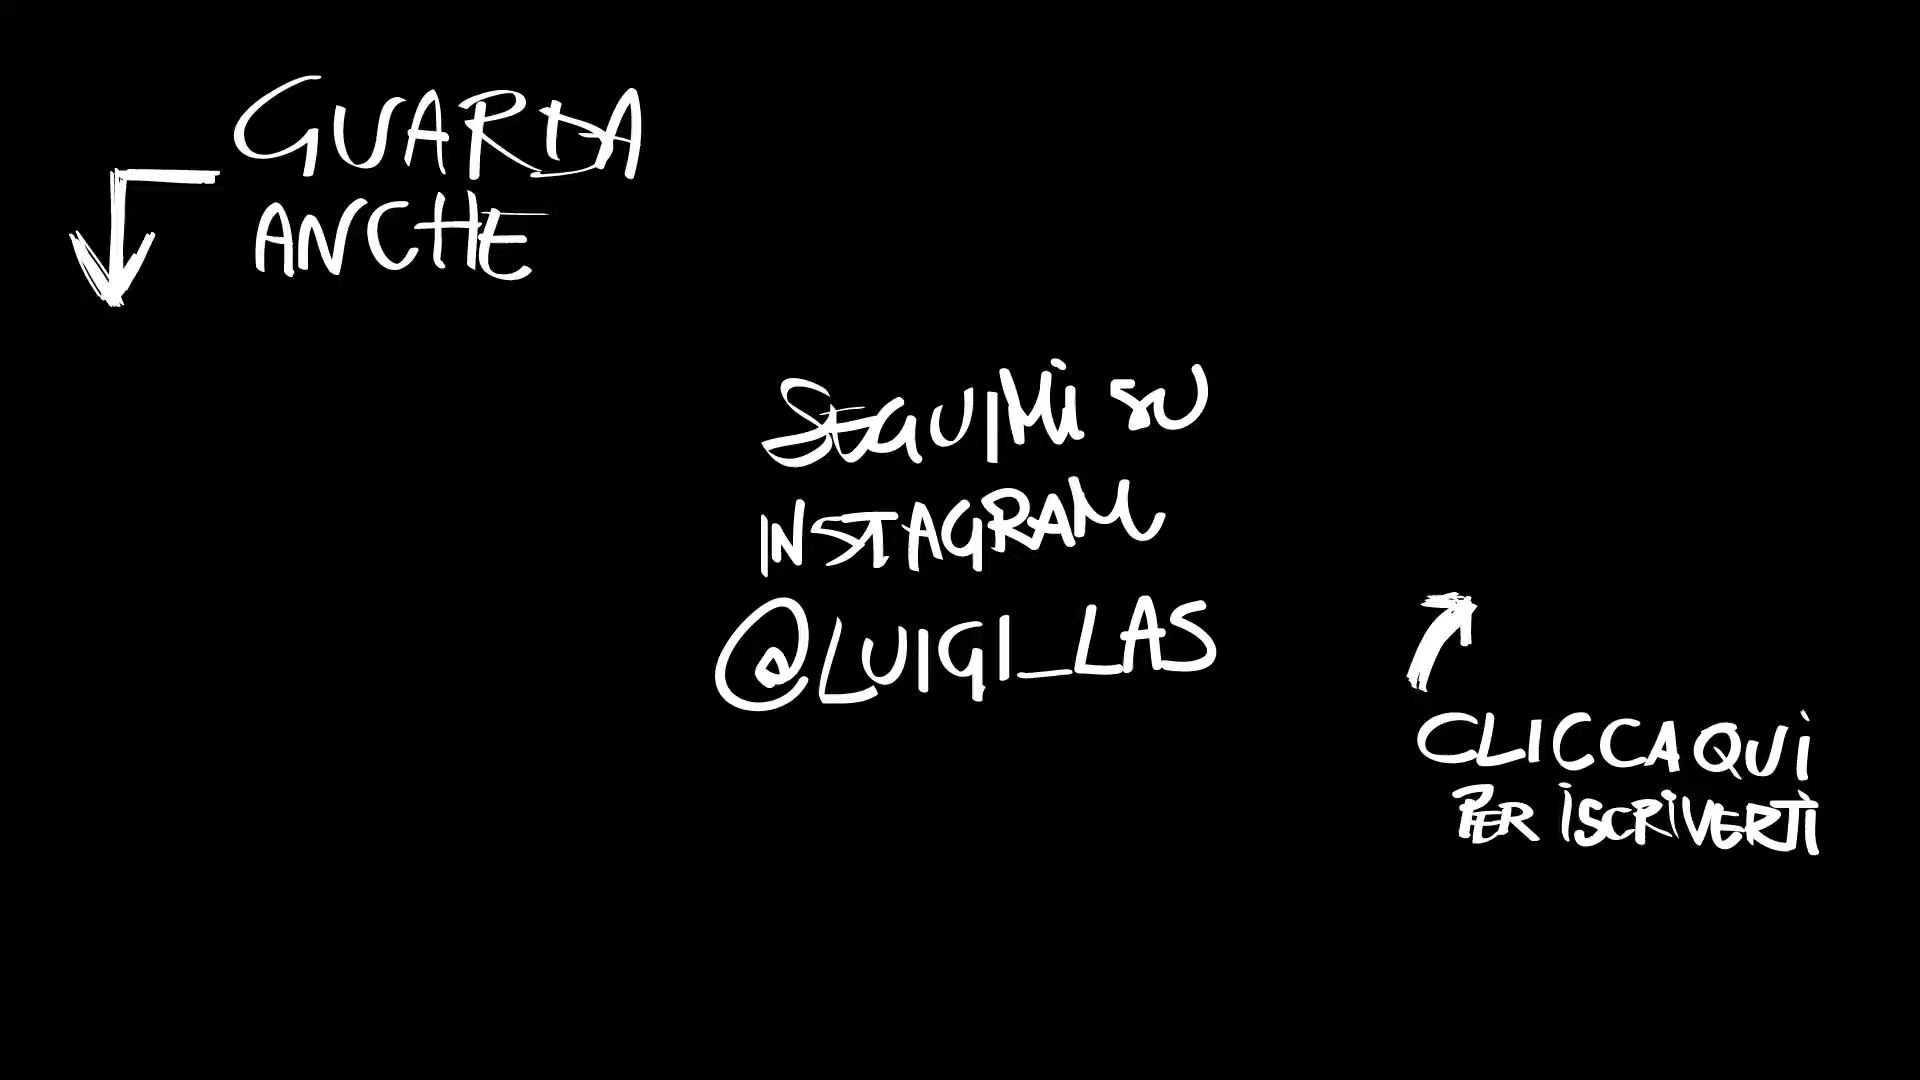 GUARDA
ANCHE
SEGUIMI SU
INSTAGRAM
@LUIGI_LAS
CLICCA QUI
PER ISCRIVERTI